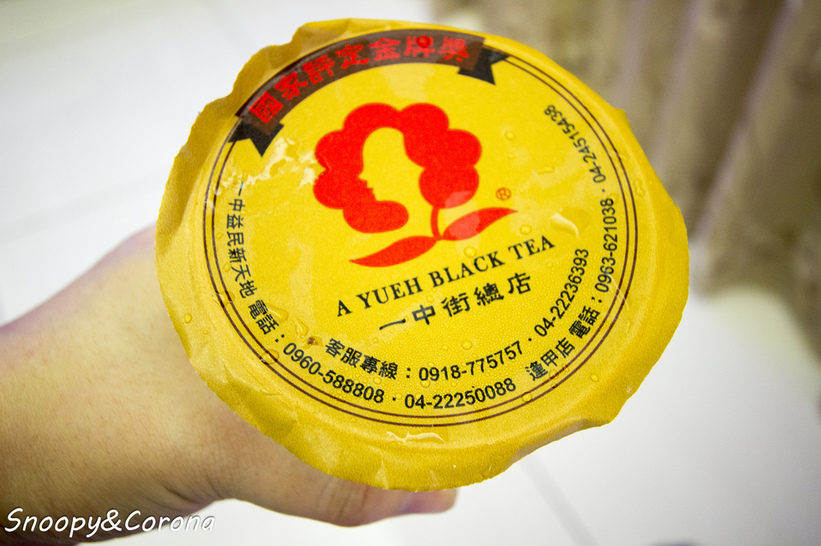 國家評定金牌獎
®
A YUEH BLACK TEA
一中街總店
客服專線：0918-775757．04-22236393
一中益民新天地 電話：0960-588808．04-22250088
逢甲店 電話：0963-621038．04-24515438
Snoopy&Corona